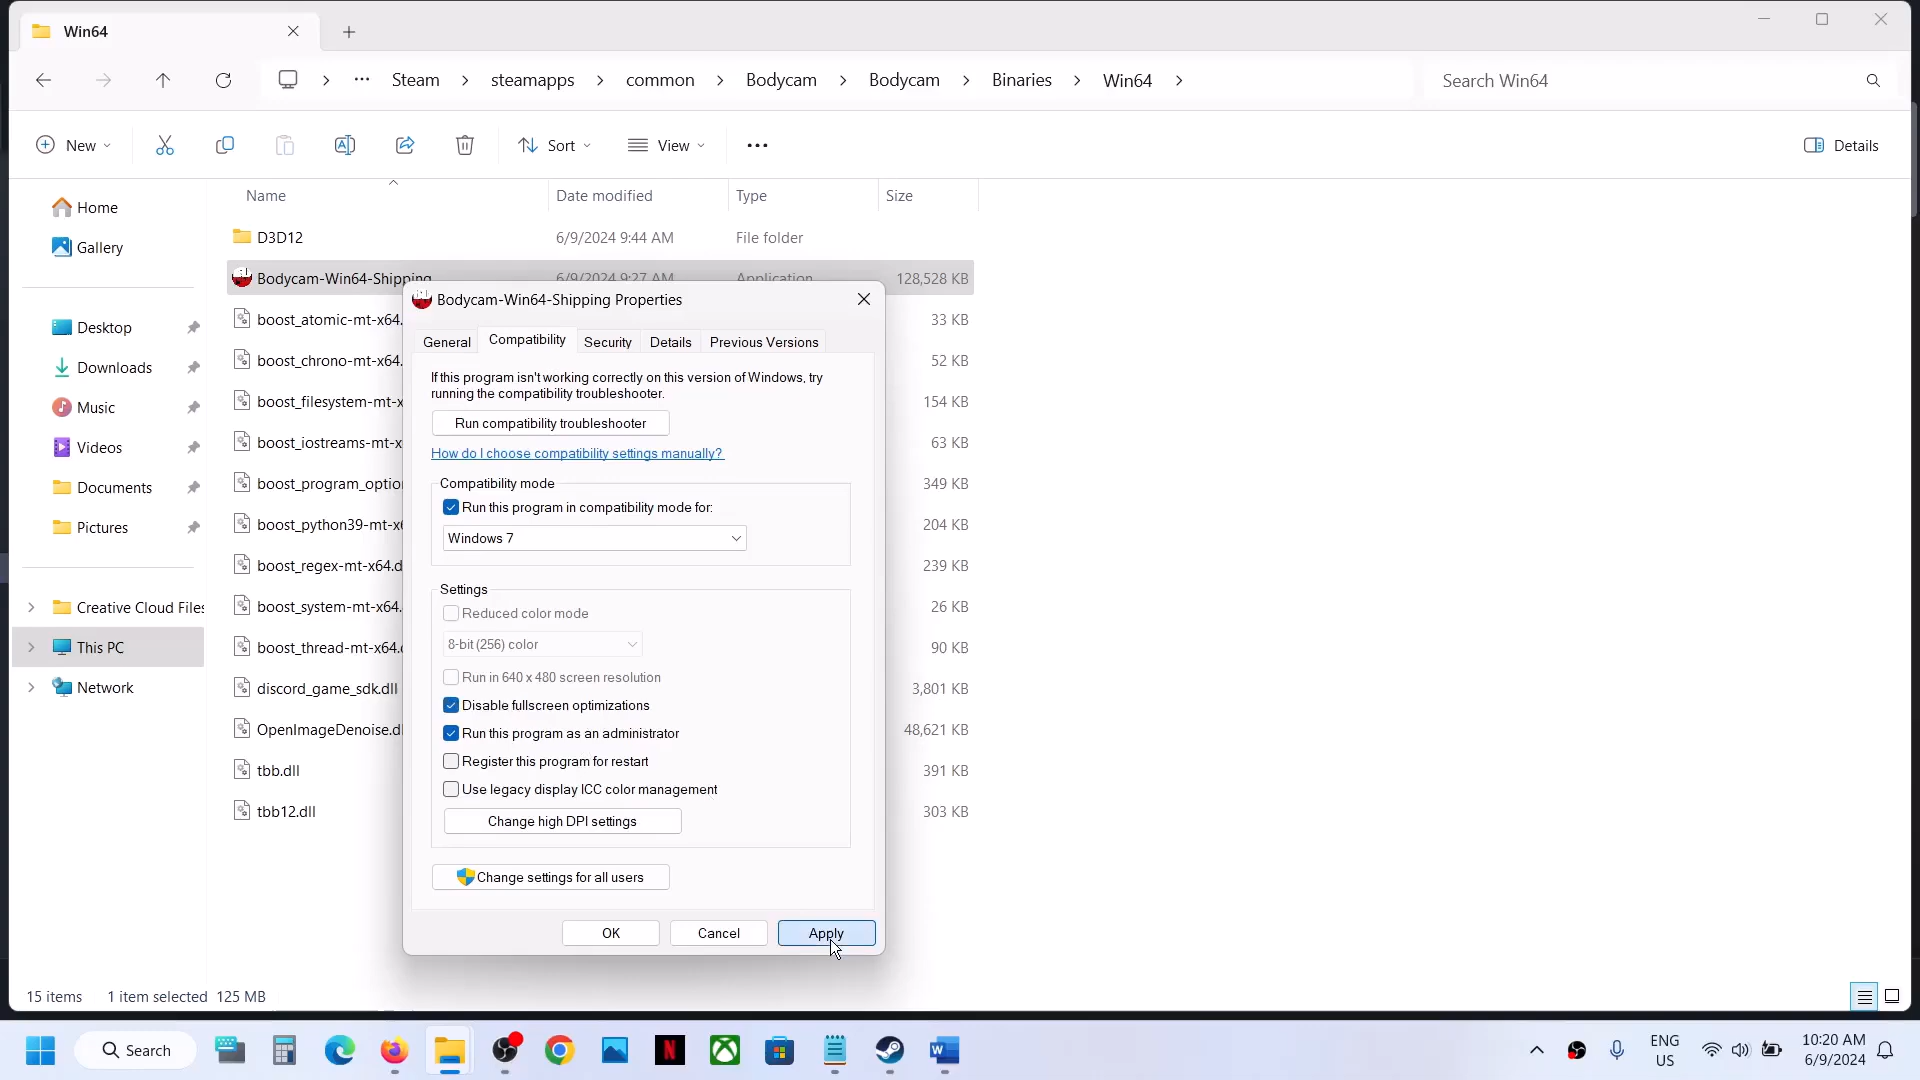 Win64
Steam > steamapps > common > Bodycam > Bodycam > Binaries > Win64 >
Search Win64
New
Sort
View
Details
Name
Date modified
Type
Size
Home
Gallery
Desktop
Downloads
Music
Videos
Documents
Pictures
Creative Cloud Files
This PC
Network
D3D12 6/9/2024 9:44 AM File folder
Bodycam-Win64-Shipping 6/9/2024 9:27 AM Application 128,528 KB
boost_atomic-mt-x64. 33 KB
boost_chrono-mt-x64. 52 KB
boost_filesystem-mt-x 154 KB
boost_iostreams-mt-x 63 KB
boost_program_optio 349 KB
boost_python39-mt-x6 204 KB
boost_regex-mt-x64.d 239 KB
boost_system-mt-x64. 26 KB
boost_thread-mt-x64.d 90 KB
discord_game_sdk.dll 3,801 KB
OpenImageDenoise.dl 48,621 KB
tbb.dll 391 KB
tbb12.dll 303 KB
Bodycam-Win64-Shipping Properties
General
Compatibility
Security
Details
Previous Versions
If this program isn't working correctly on this version of Windows, try
running the compatibility troubleshooter.
Run compatibility troubleshooter
How do I choose compatibility settings manually?
Compatibility mode
Run this program in compatibility mode for:
Windows 7
Settings
Reduced color mode
8-bit (256) color
Run in 640 x 480 screen resolution
Disable fullscreen optimizations
Run this program as an administrator
Register this program for restart
Use legacy display ICC color management
Change high DPI settings
Change settings for all users
OK
Cancel
Apply
15 items
1 item selected 125 MB
Search
ENG
US
10:20 AM
6/9/2024